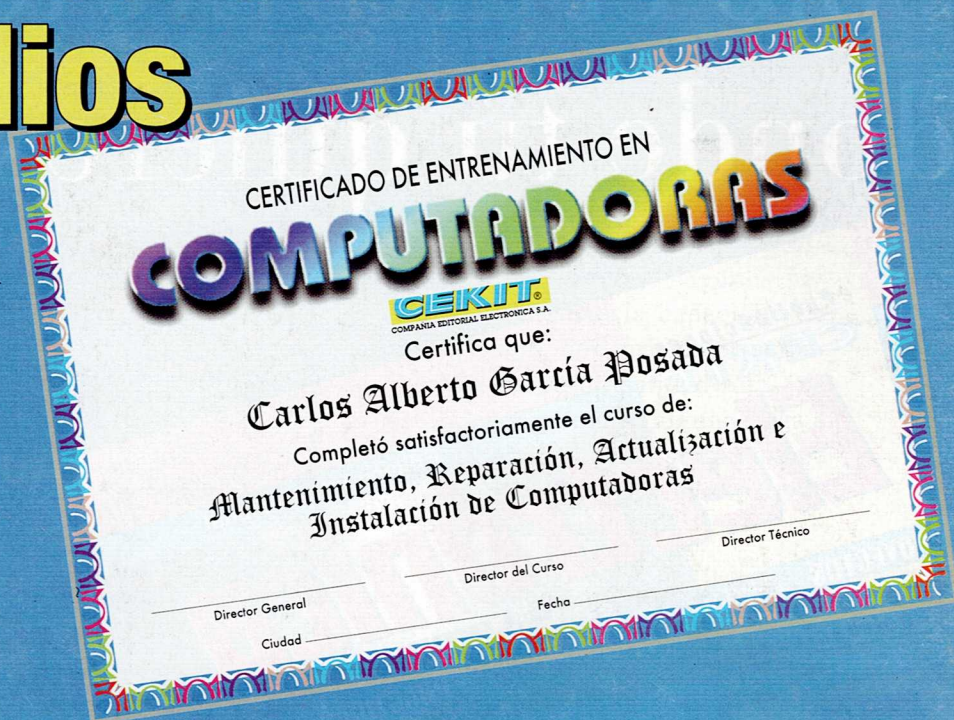 CERTIFICADO DE ENTRENAMIENTO EN
COMPUTADORAS
CEKIT®
COMPAÑIA EDITORIAL ELECTRONICA S.A.
Certifica que:
Carlos Alberto García Posada
Completó satisfactoriamente el curso de:
Mantenimiento, Reparación, Actualización e
Instalación de Computadoras
Director General
Director del Curso
Director Técnico
Ciudad
Fecha